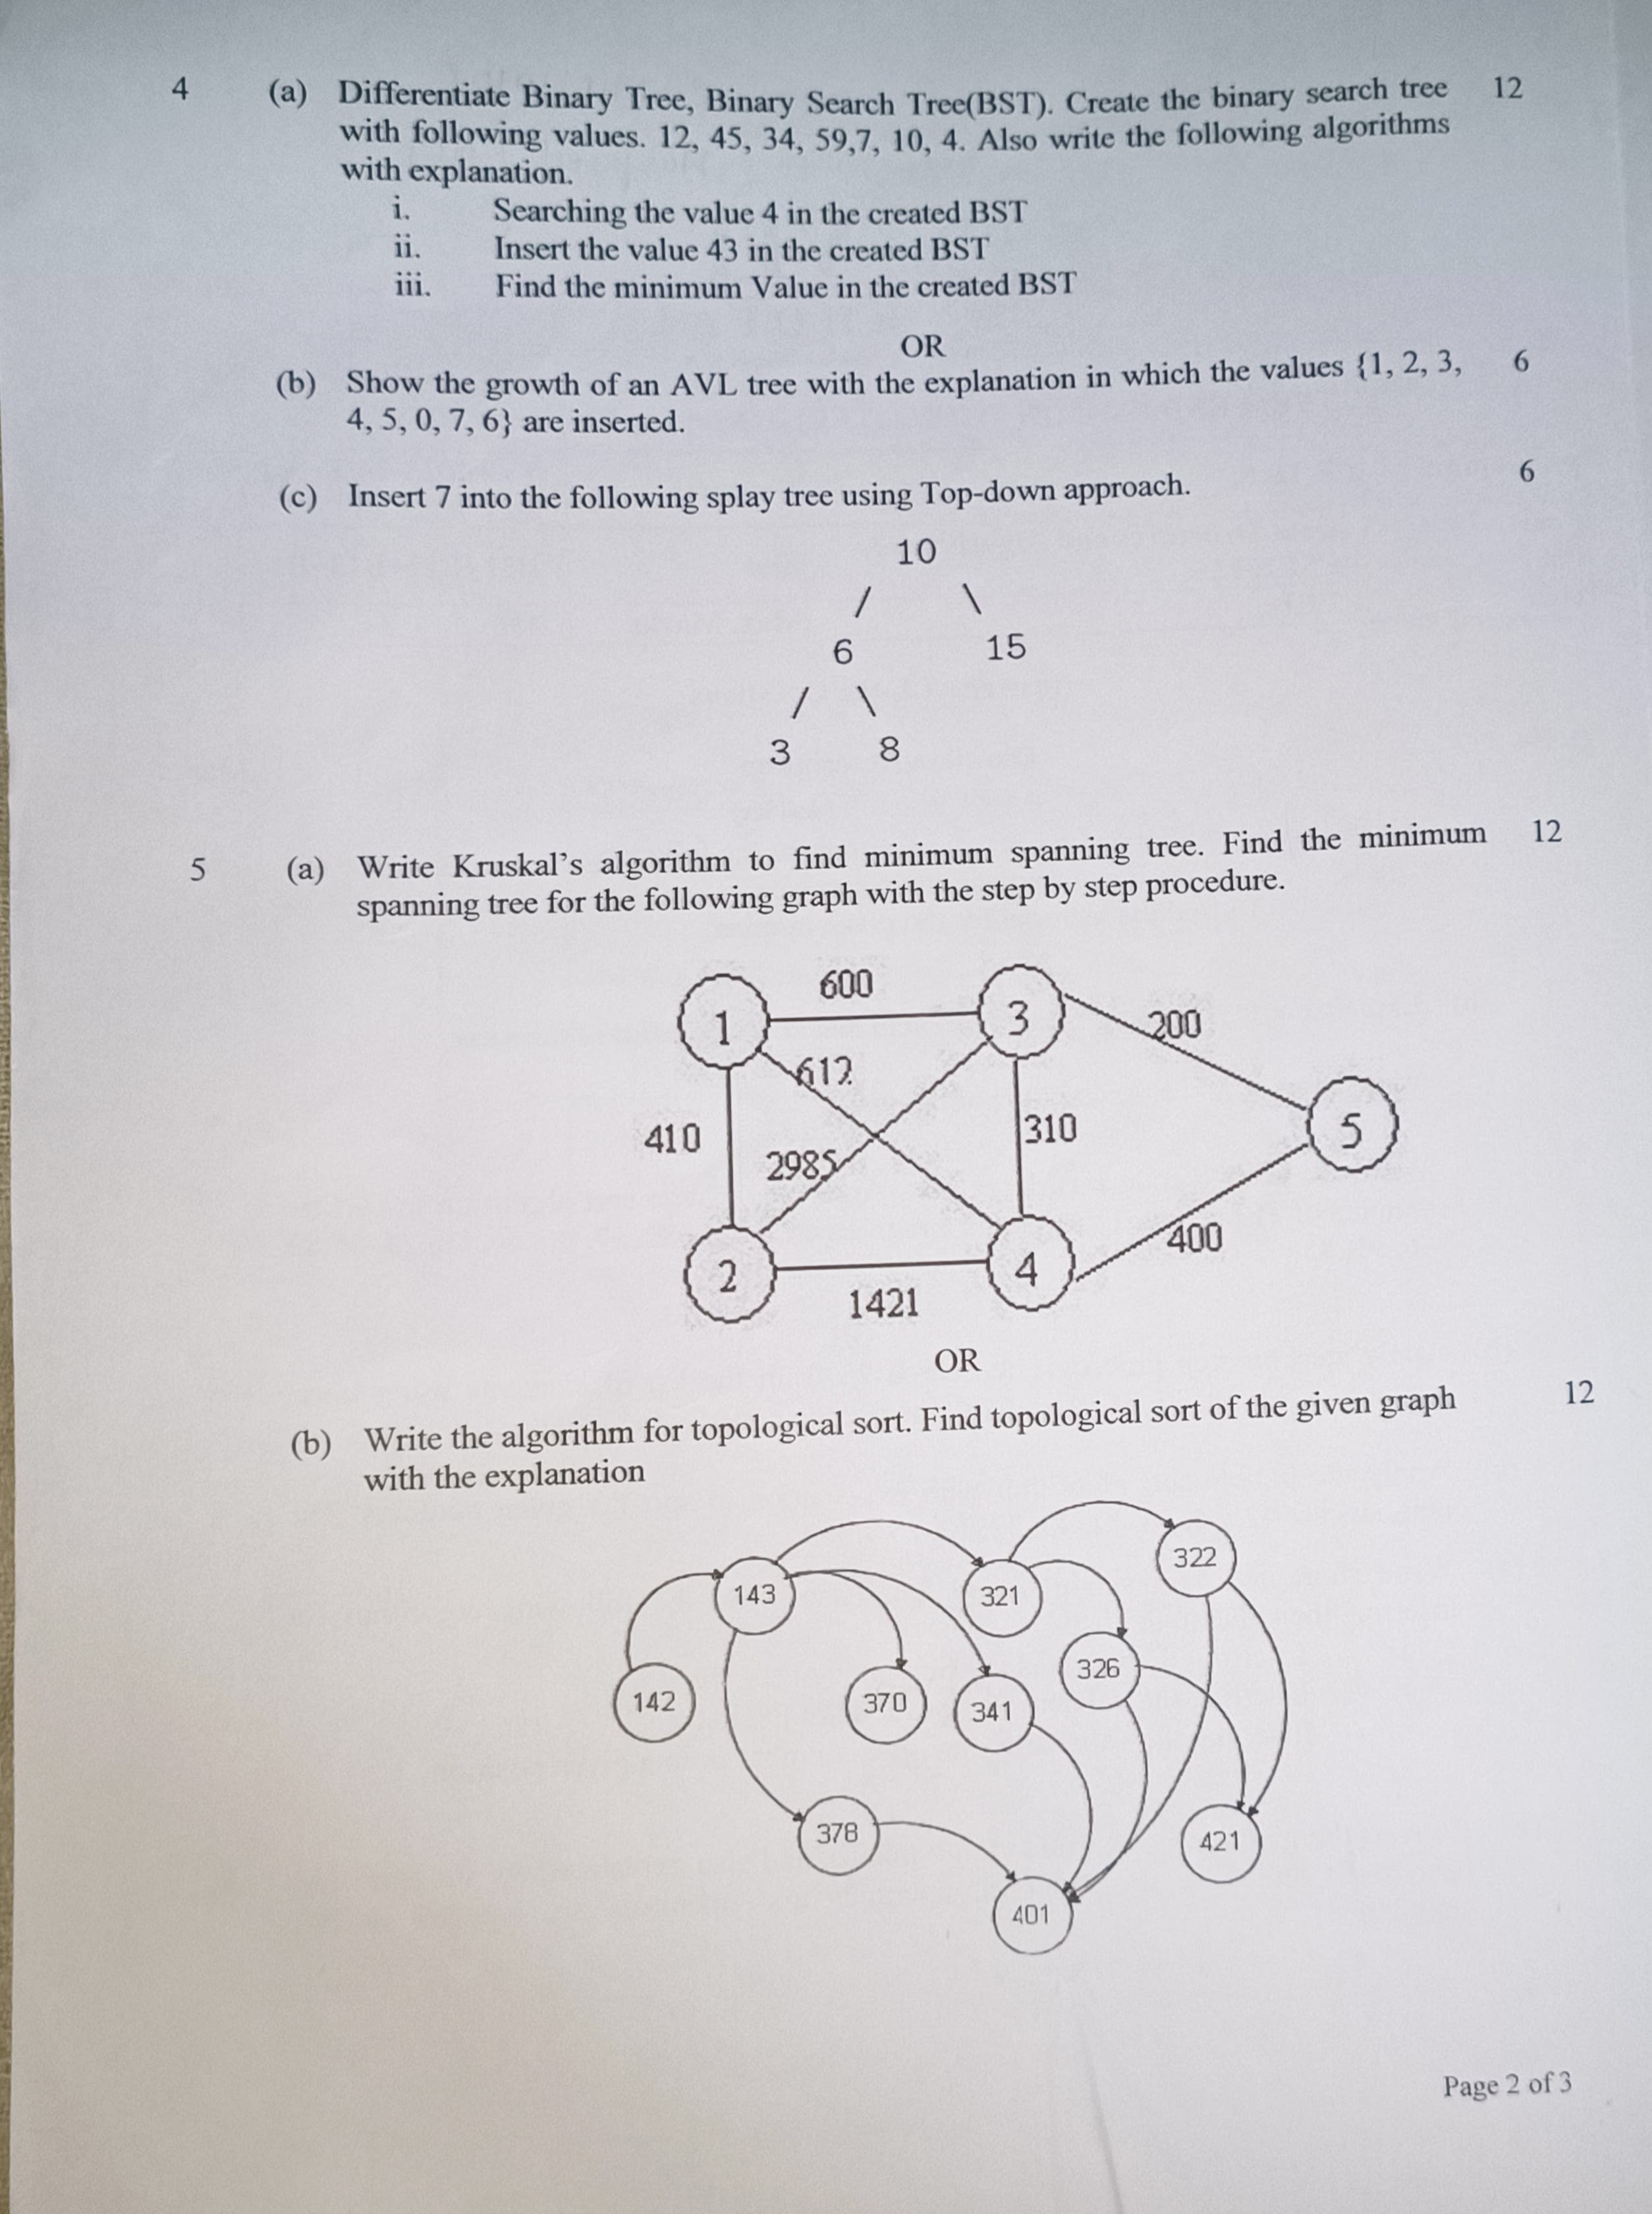 4 (a) Differentiate Binary Tree, Binary Search Tree(BST). Create the binary search tree 12
with following values. 12, 45, 34, 59,7, 10, 4. Also write the following algorithms
with explanation.
i. Searching the value 4 in the created BST
ii. Insert the value 43 in the created BST
iii. Find the minimum Value in the created BST
OR
(b) Show the growth of an AVL tree with the explanation in which the values {1, 2, 3, 6
4, 5, 0, 7, 6} are inserted.
(c) Insert 7 into the following splay tree using Top-down approach. 6
10
/ \
6 15
/ \
3 8
5 (a) Write Kruskal's algorithm to find minimum spanning tree. Find the minimum 12
spanning tree for the following graph with the step by step procedure.
600
1 3
200
612
410 310 5
2985
400
2 4
1421
OR
(b) Write the algorithm for topological sort. Find topological sort of the given graph 12
with the explanation
322
143 321
326
142 370 341
378 421
401
Page 2 of 3